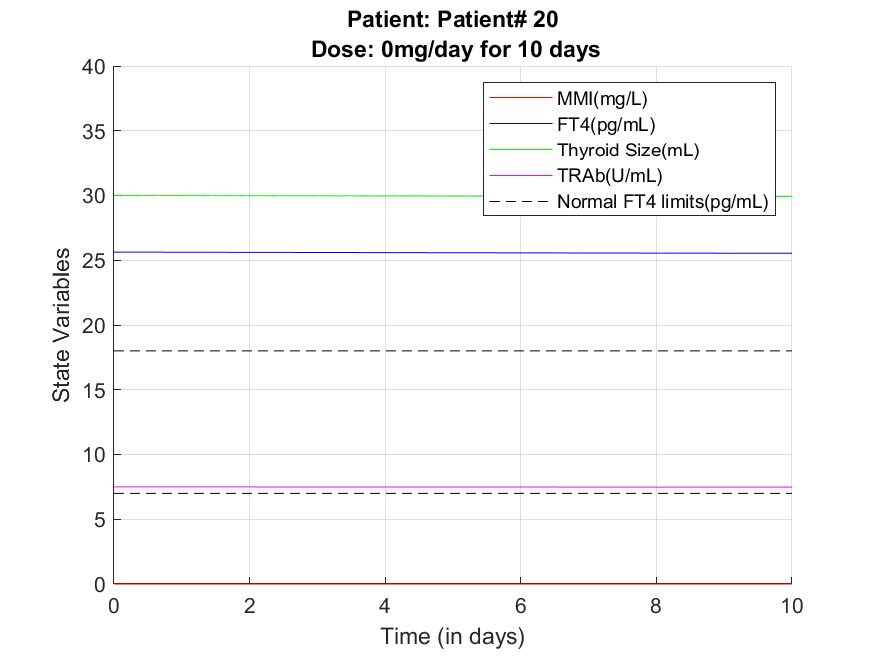 Patient: Patient# 20
Dose: 0mg/day for 10 days
40
35
30
25
20
15
10
5
0
State Variables
MMI(mg/L)
FT4(pg/mL)
Thyroid Size(mL)
TRAb(U/mL)
Normal FT4 limits(pg/mL)
0 2 4 6 8 10
Time (in days)